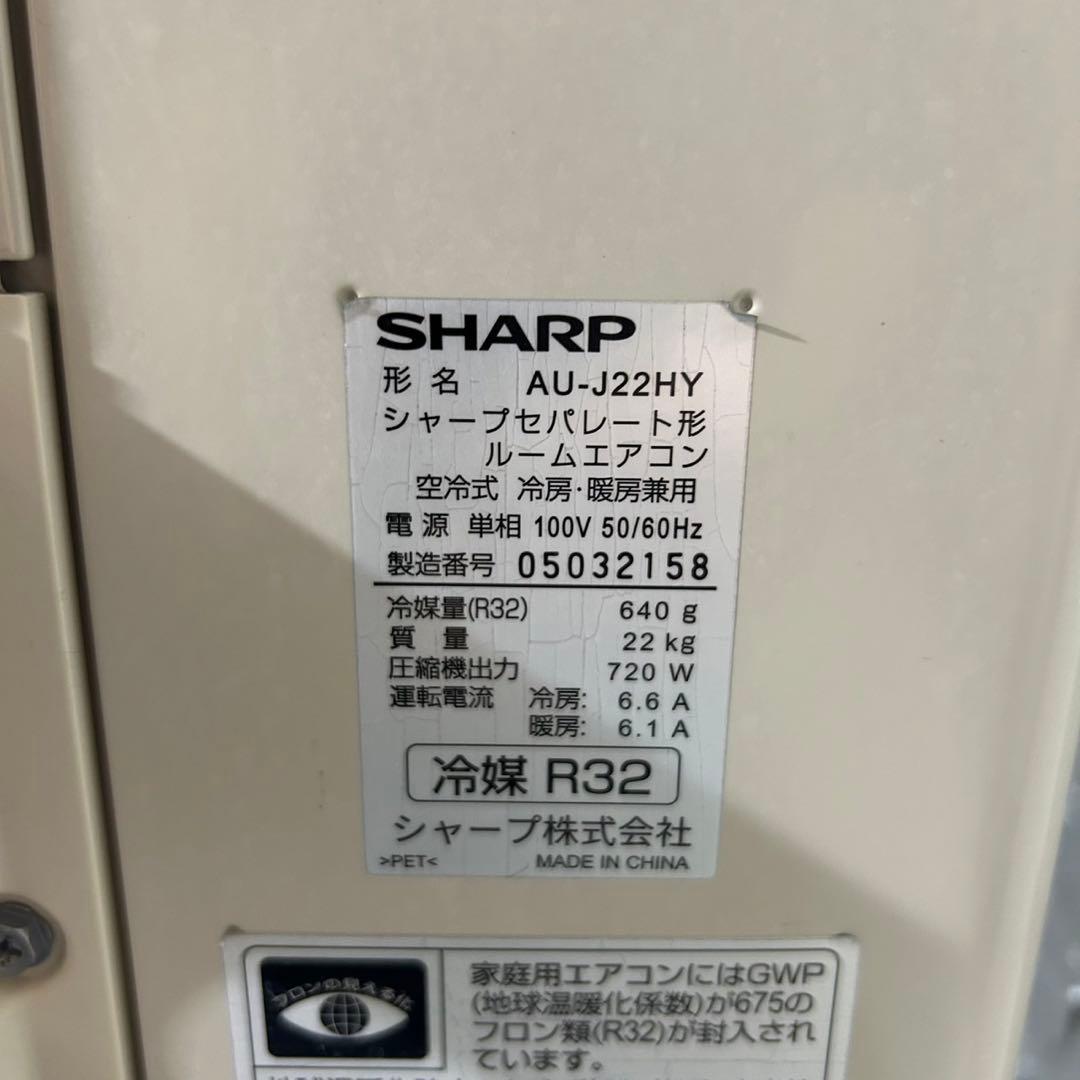 SHARP
形名 AU-J22HY
シャープセパレート形
ルームエアコン
空冷式 冷房・暖房兼用
電源 単相 100V 50/60Hz
製造番号 05032158
冷媒量(R32) 640 g
質量 22 kg
圧縮機出力 720 W
運転電流 冷房: 6.6 A
暖房: 6.1 A
冷媒 R32
シャープ株式会社
>PET< MADE IN CHINA
フロンの見える化
家庭用エアコンにはGWP
(地球温暖化係数)が675の
フロン類(R32)が封入され
ています。